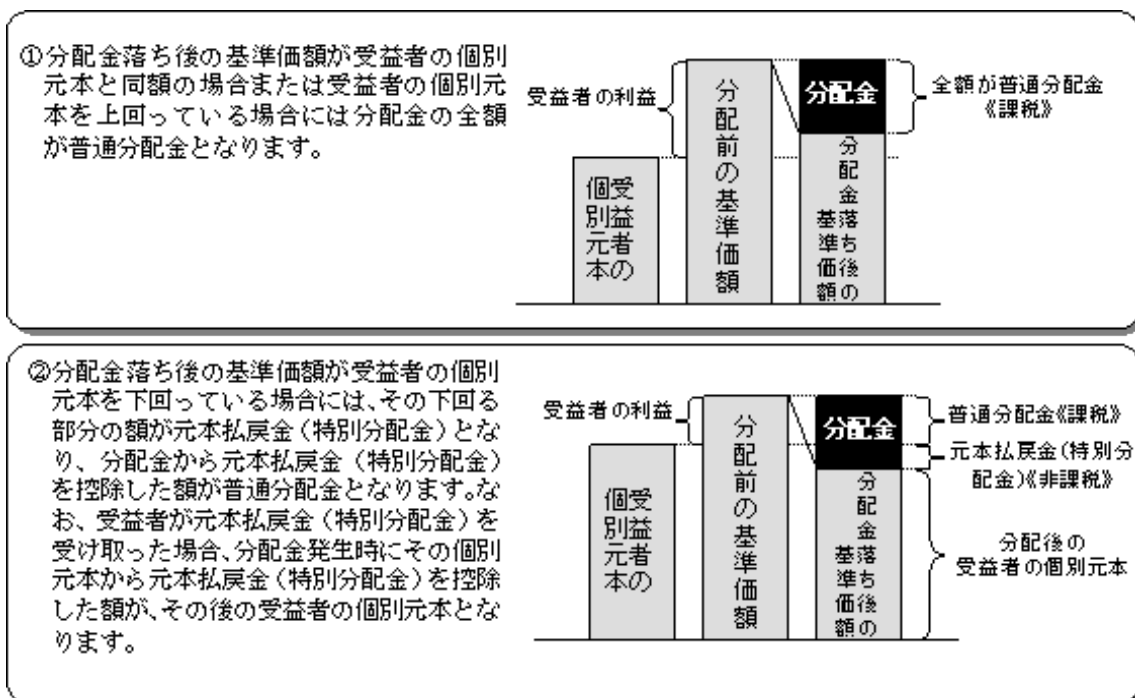 ①分配金落ち後の基準価額が受益者の個別
元本と同額の場合または受益者の個別元
本を上回っている場合には分配金の全額
が普通分配金となります。
受益者の利益
受益者の
個別元本
分配前の基準価額
分配金
分配金落ち後の
基準価額
全額が普通分配金
《課税》
②分配金落ち後の基準価額が受益者の個別
元本を下回っている場合には、その下回る
部分の額が元本払戻金（特別分配金）とな
り、分配金から元本払戻金（特別分配金）
を控除した額が普通分配金となります。な
お、受益者が元本払戻金（特別分配金）を
受け取った場合、分配金発生時にその個別
元本から元本払戻金（特別分配金）を控除
した額が、その後の受益者の個別元本とな
ります。
受益者の利益
受益者の
個別元本
分配前の基準価額
分配金
分配金落ち後の
基準価額
普通分配金《課税》
元本払戻金（特別分
配金）《非課税》
分配後の
受益者の個別元本